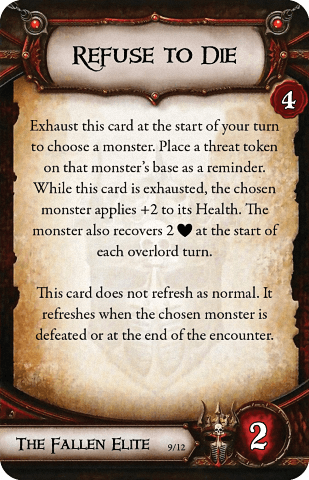 Refuse to Die
4
Exhaust this card at the start of your turn
to choose a monster. Place a threat token
on that monster's base as a reminder.
While this card is exhausted, the chosen
monster applies +2 to its Health. The
monster also recovers 2 ♥ at the start of
each overlord turn.
This card does not refresh as normal. It
refreshes when the chosen monster is
defeated or at the end of the encounter.
The Fallen Elite 9/12
2